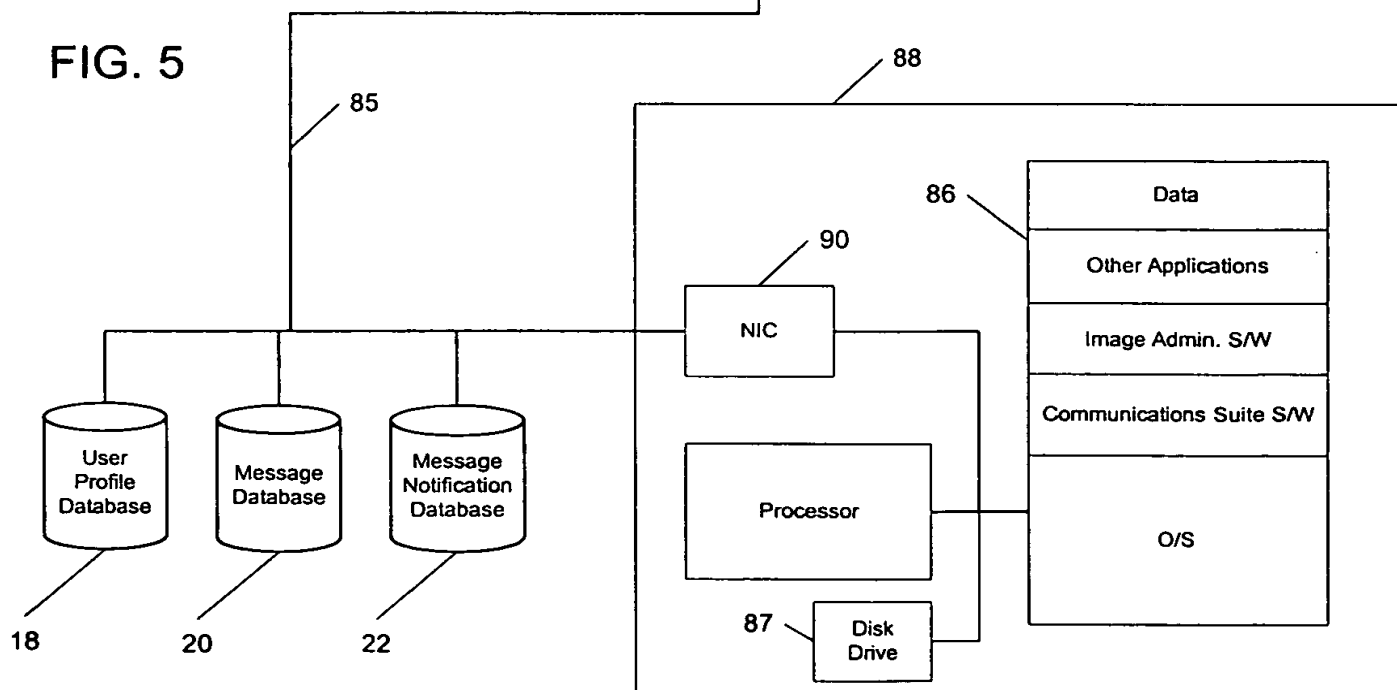 FIG. 5
88
85
86
Data
Other Applications
Image Admin. S/W
Communications Suite S/W
O/S
90
NIC
User
Profile
Database
Message
Database
Message
Notification
Database
Processor
87
Disk
Drive
18
20
22